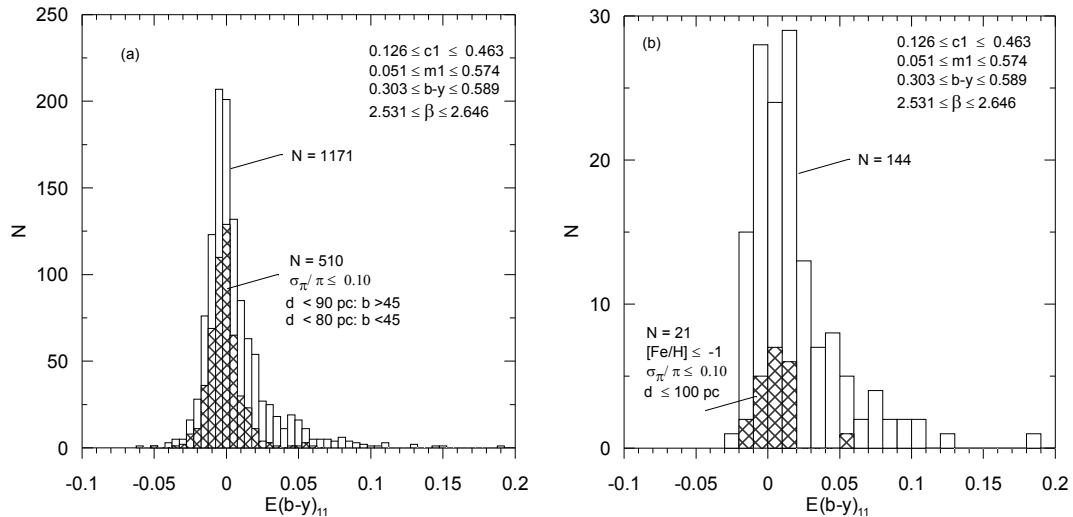 250
200
150
100
50
0
N
(a)
0.126 ≤ c1 ≤ 0.463
0.051 ≤ m1 ≤ 0.574
0.303 ≤ b-y ≤ 0.589
2.531 ≤ β ≤ 2.646
N = 1171
N = 510
σπ/ π ≤ 0.10
d < 90 pc: b >45
d < 80 pc: b <45
-0.1 -0.05 0 0.05 0.1 0.15 0.2
E(b-y)11
30
20
10
0
N
(b)
0.126 ≤ c1 ≤ 0.463
0.051 ≤ m1 ≤ 0.574
0.303 ≤ b-y ≤ 0.589
2.531 ≤ β ≤ 2.646
N = 144
N = 21
[Fe/H] ≤ -1
σπ/ π ≤ 0.10
d ≤ 100 pc
-0.1 -0.05 0 0.05 0.1 0.15 0.2
E(b-y)11